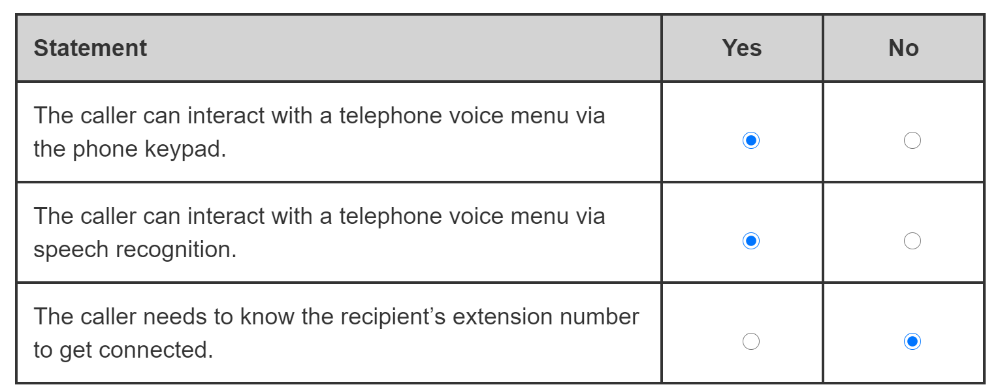 Statement Yes No
The caller can interact with a telephone voice menu via
the phone keypad.
The caller can interact with a telephone voice menu via
speech recognition.
The caller needs to know the recipient’s extension number
to get connected.